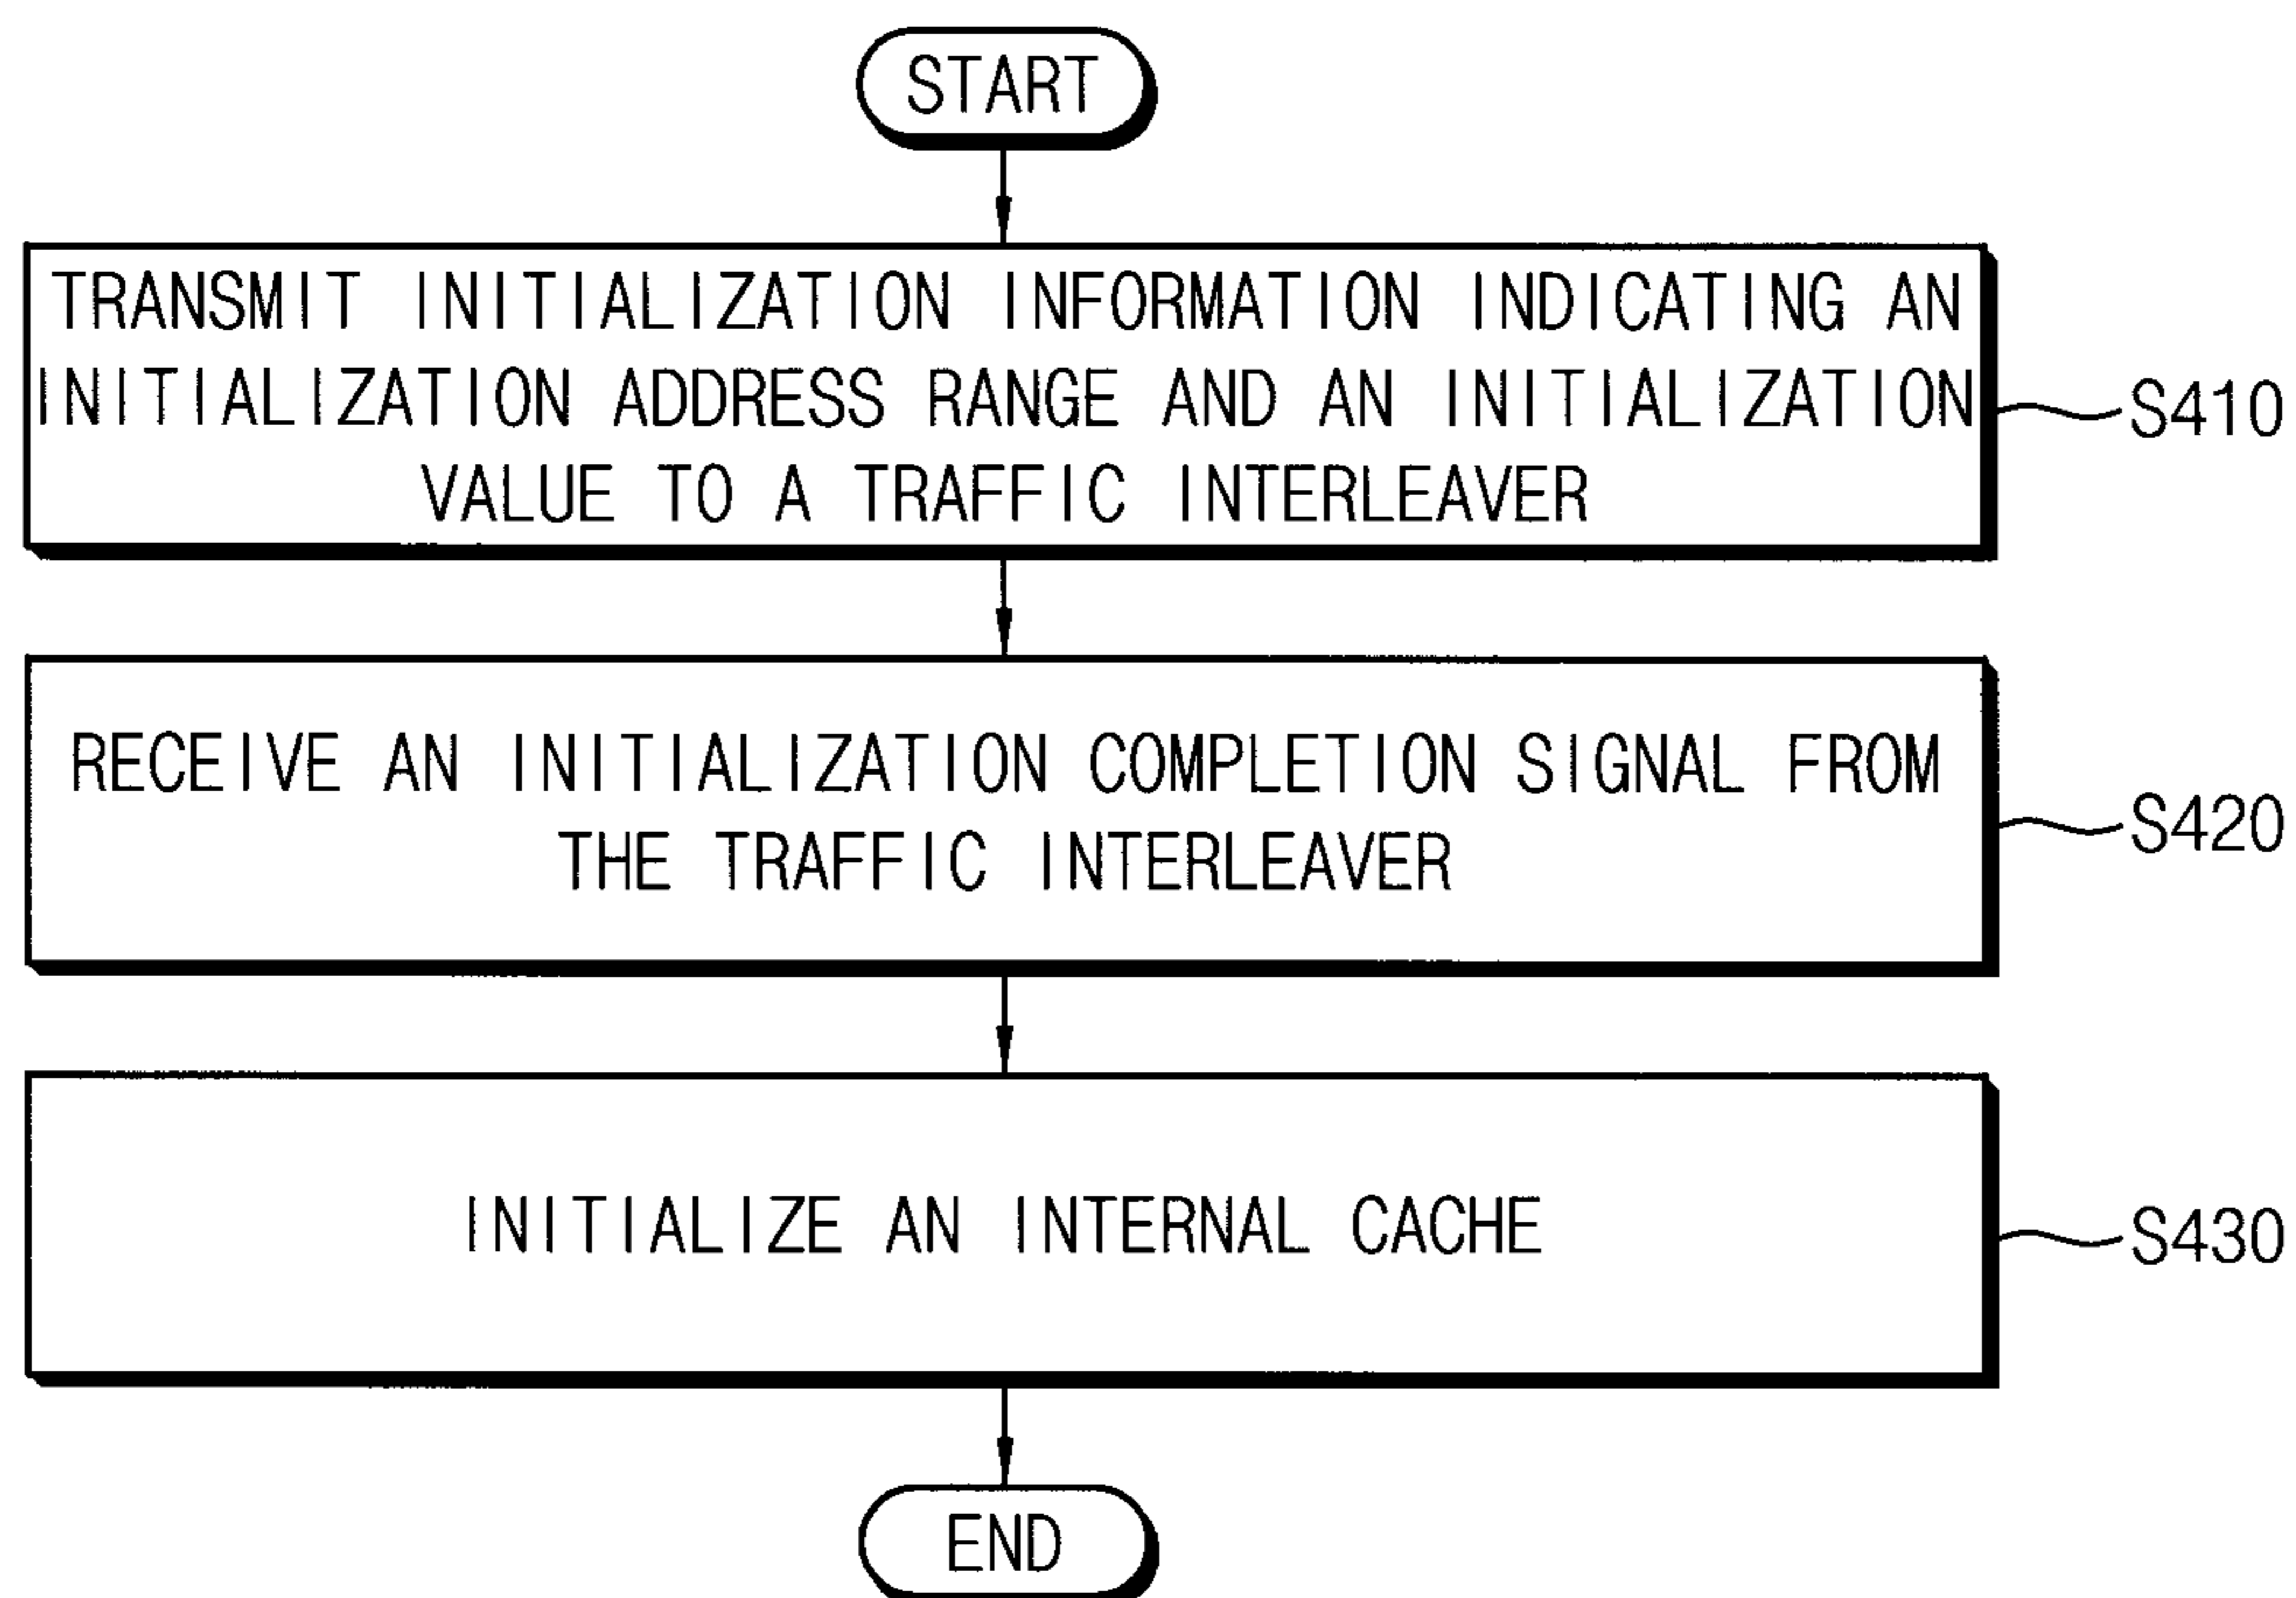 START
TRANSMIT INITIALIZATION INFORMATION INDICATING AN
INITIALIZATION ADDRESS RANGE AND AN INITIALIZATION
VALUE TO A TRAFFIC INTERLEAVER
S410
RECEIVE AN INITIALIZATION COMPLETION SIGNAL FROM
THE TRAFFIC INTERLEAVER
S420
INITIALIZE AN INTERNAL CACHE
S430
END